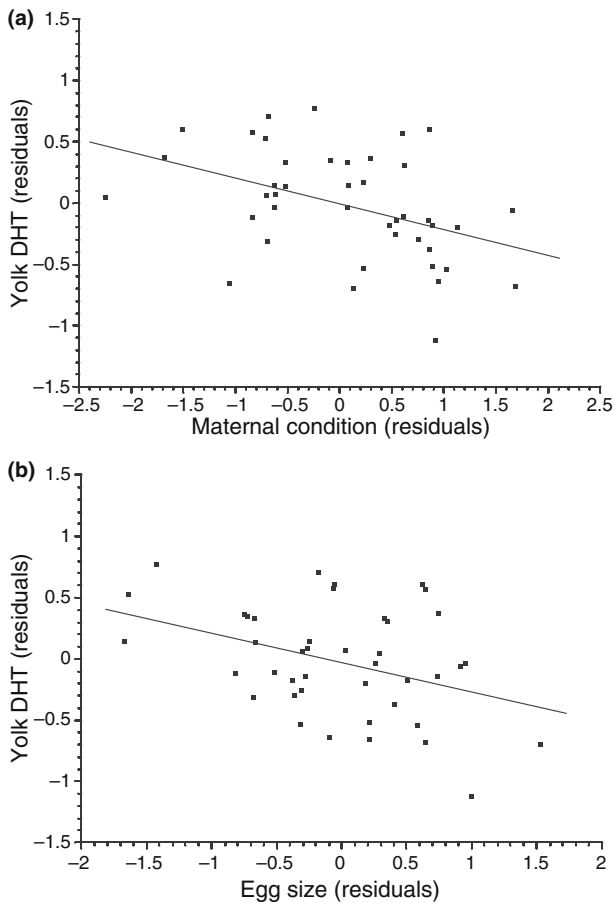 (a)
1.5
1
0.5
0
–0.5
–1
–1.5
Yolk DHT (residuals)
–2.5 –2 –1.5 –1 –0.5 0 0.5 1 1.5 2 2.5
Maternal condition (residuals)
(b)
1.5
1
0.5
0
–0.5
–1
–1.5
Yolk DHT (residuals)
–2 –1.5 –1 –0.5 0 0.5 1 1.5 2
Egg size (residuals)